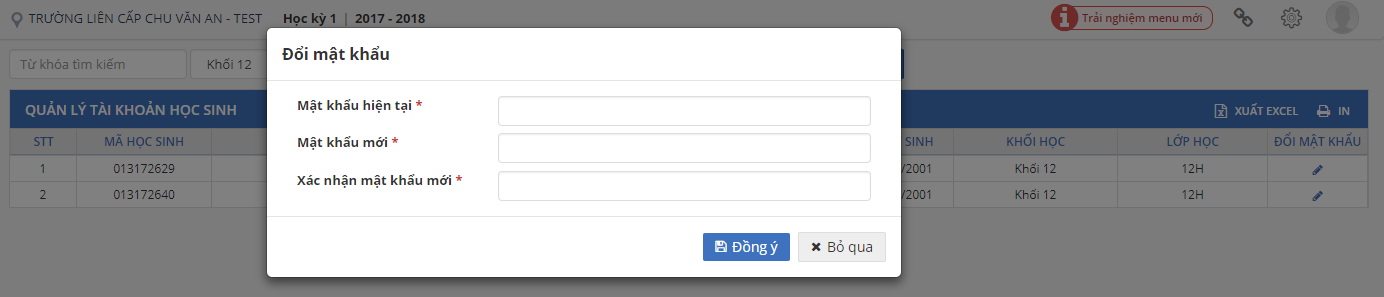 TRƯỜNG LIÊN CẤP CHU VĂN AN - TEST Học kỳ 1 | 2017 - 2018 Trải nghiệm menu mới
Từ khóa tìm kiếm Khối 12
Đổi mật khẩu
Mật khẩu hiện tại *
Mật khẩu mới *
Xác nhận mật khẩu mới *
Đồng ý Bỏ qua
QUẢN LÝ TÀI KHOẢN HỌC SINH XUẤT EXCEL IN
STT MÃ HỌC SINH SINH KHỐI HỌC LỚP HỌC ĐỔI MẬT KHẨU
1 013172629 /2001 Khối 12 12H
2 013172640 /2001 Khối 12 12H